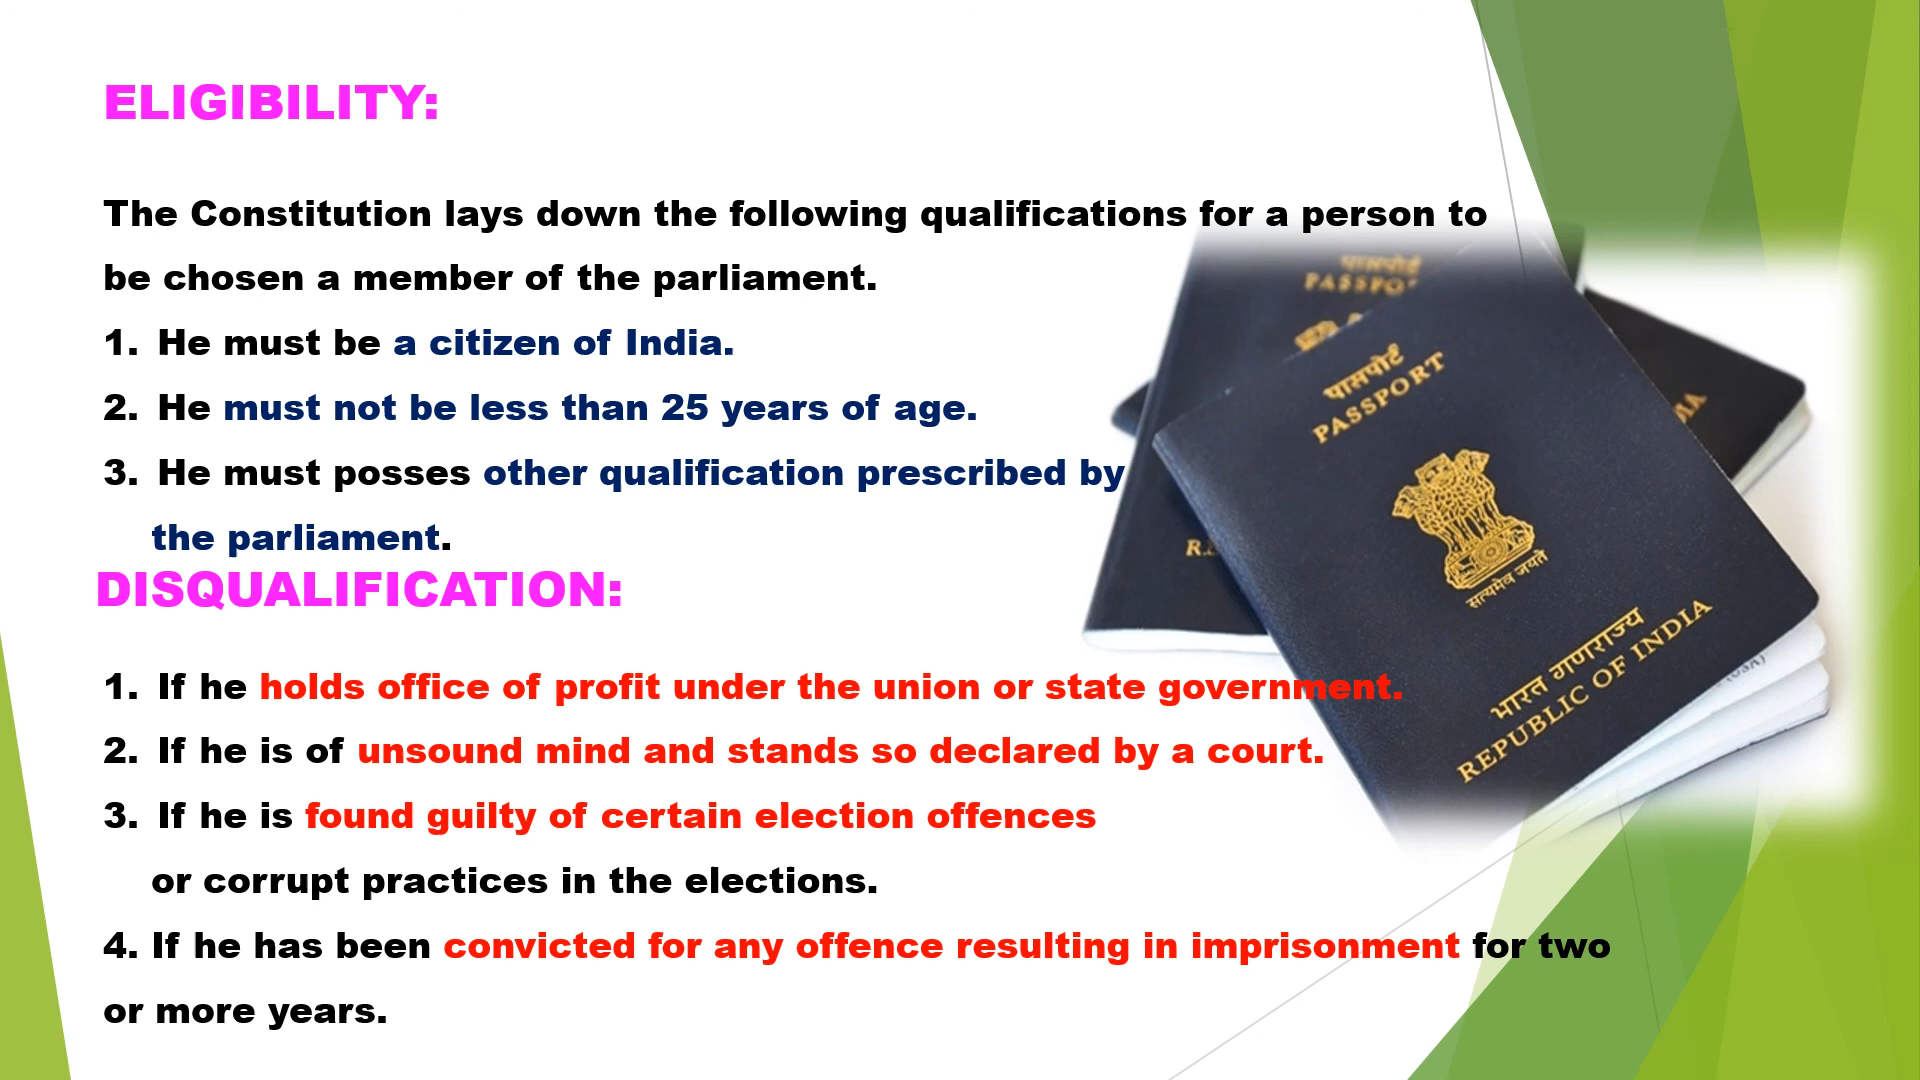 ELIGIBILITY:
The Constitution lays down the following qualifications for a person to
be chosen a member of the parliament.
1. He must be a citizen of India.
2. He must not be less than 25 years of age.
3. He must posses other qualification prescribed by
the parliament.
DISQUALIFICATION:
1. If he holds office of profit under the union or state government.
2. If he is of unsound mind and stands so declared by a court.
3. If he is found guilty of certain election offences
or corrupt practices in the elections.
4. If he has been convicted for any offence resulting in imprisonment for two
or more years.
पासपोर्ट
पासपोर्ट
PASSPORT
सत्यमेव जयते
भारत गणराज्य
REPUBLIC OF INDIA